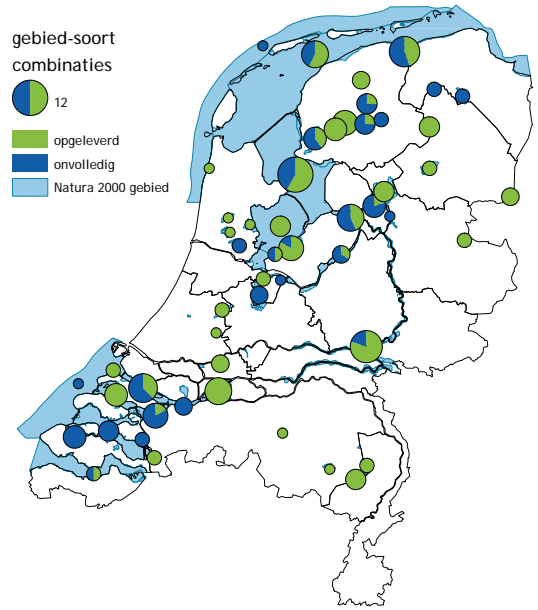 gebied-soort
combinaties
12
opgeleverd
onvolledig
Natura 2000 gebied